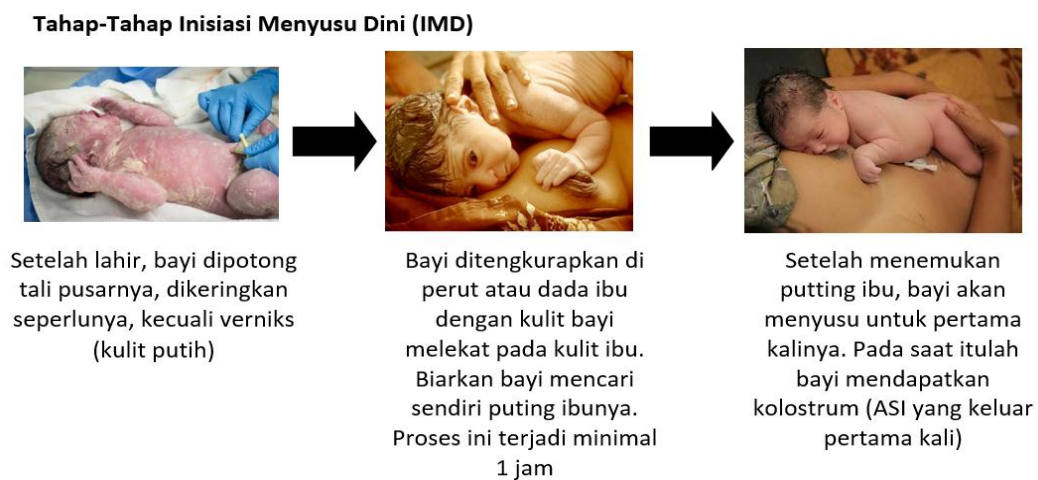 Tahap-Tahap Inisiasi Menyusu Dini (IMD)
Setelah lahir, bayi dipotong
tali pusarnya, dikeringkan
seperlunya, kecuali verniks
(kulit putih)
Bayi ditengkurapkan di
perut atau dada ibu
dengan kulit bayi
melekat pada kulit ibu.
Biarkan bayi mencari
sendiri puting ibunya.
Proses ini terjadi minimal
1 jam
Setelah menemukan
putting ibu, bayi akan
menyusu untuk pertama
kalinya. Pada saat itulah
bayi mendapatkan
kolostrum (ASI yang keluar
pertama kali)